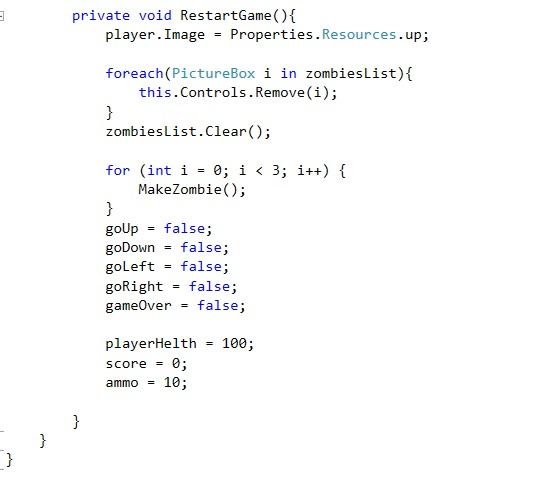 private void RestartGame(){
player.Image = Properties.Resources.up;
foreach(PictureBox i in zombiesList){
this.Controls.Remove(i);
}
zombiesList.Clear();
for (int i = 0; i < 3; i++) {
MakeZombie();
}
goUp = false;
goDown = false;
goLeft = false;
goRight = false;
gameOver = false;
playerHelth = 100;
score = 0;
ammo = 10;
}
}
}